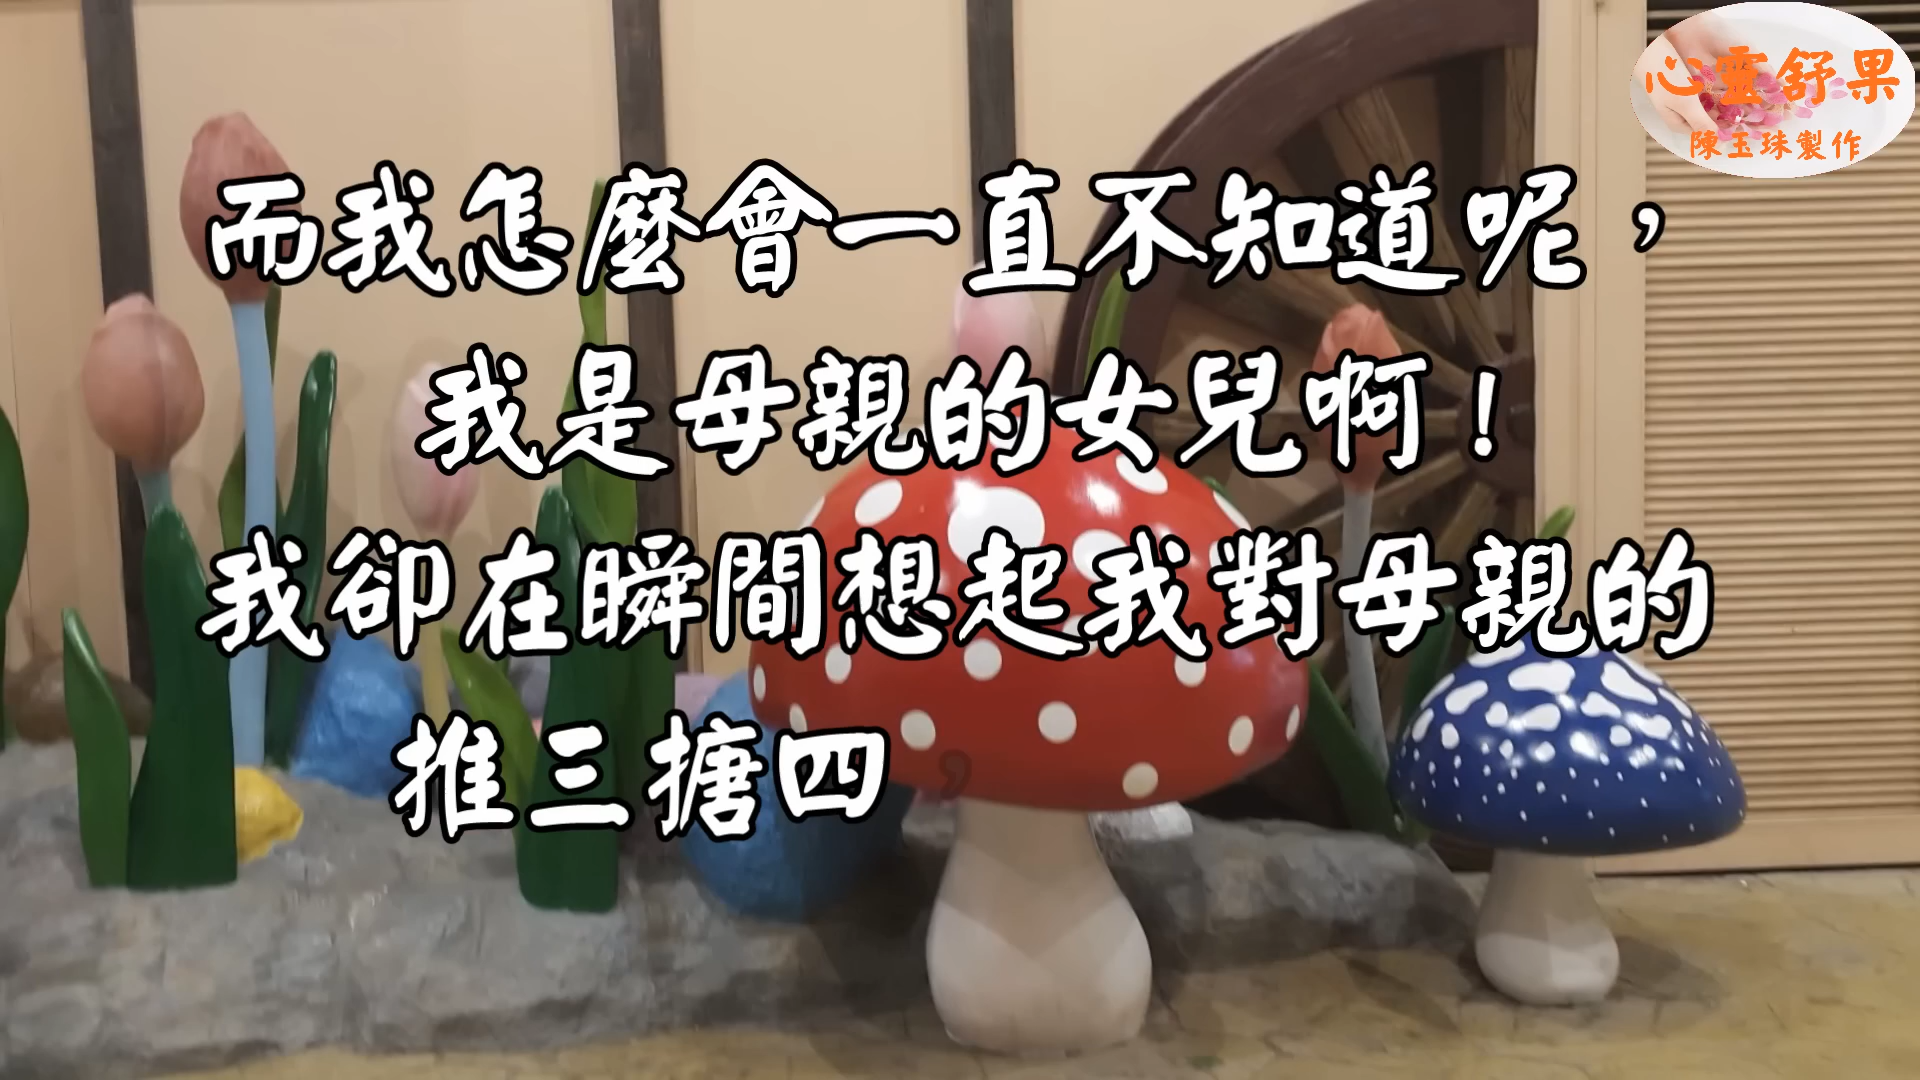 心靈舒果
陳玉珠製作
而我怎麼會一直不知道呢，
我是母親的女兒啊！
我卻在瞬間想起我對母親的
推三搪四，